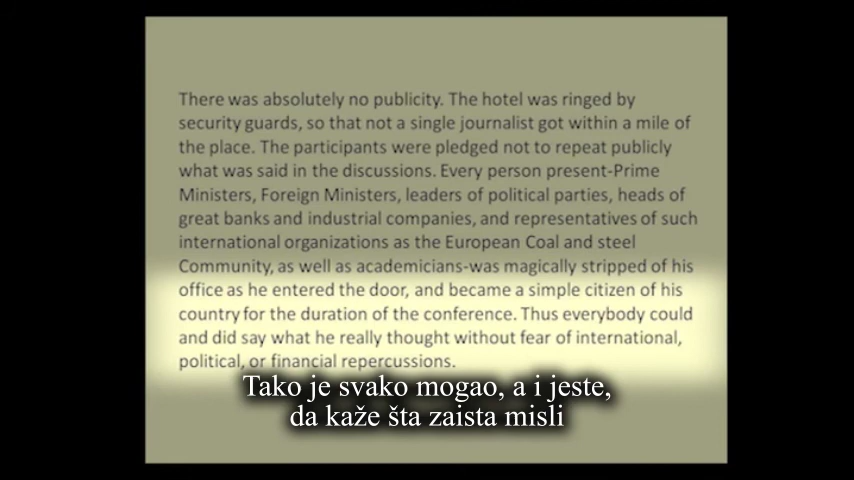 There was absolutely no publicity. The hotel was ringed by
security guards, so that not a single journalist got within a mile of
the place. The participants were pledged not to repeat publicly
what was said in the discussions. Every person present-Prime
Ministers, Foreign Ministers, leaders of political parties, heads of
great banks and industrial companies, and representatives of such
international organizations as the European Coal and steel
Community, as well as academicians-was magically stripped of his
office as he entered the door, and became a simple citizen of his
country for the duration of the conference. Thus everybody could
and did say what he really thought without fear of international,
political, or financial repercussions.
Tako je svako mogao, a i jeste,
da kaže šta zaista misli